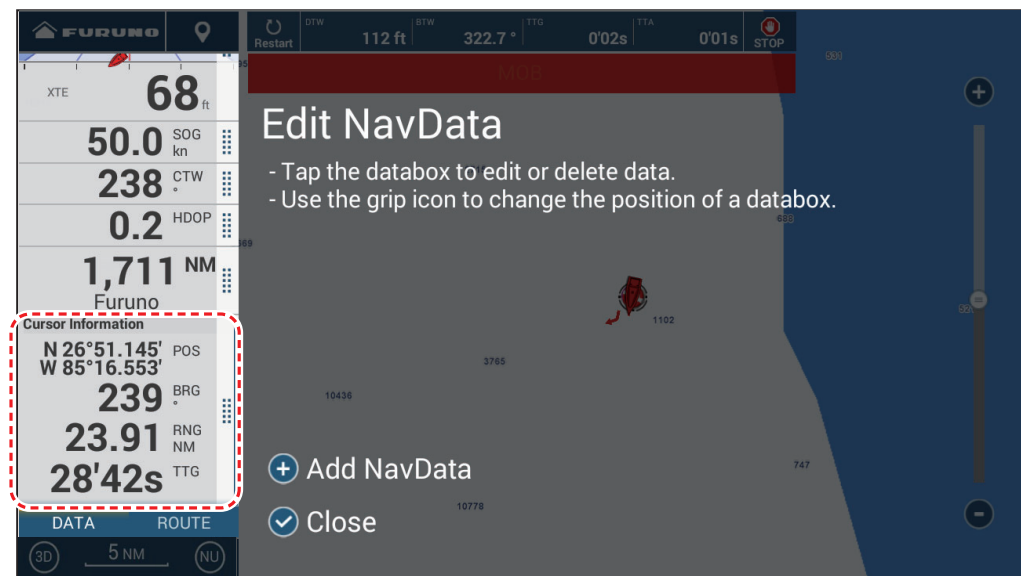 FURUNO
Restart
DTW
112 ft
BTW
322.7 °
TTG
0'02s
TTA
0'01s
STOP
MOB
XTE
68 ft
50.0 SOG kn
238 CTW °
0.2 HDOP
1,711 NM
Furuno
Cursor Information
N 26°51.145' POS
W 85°16.553'
239 BRG °
23.91 RNG NM
28'42s TTG
DATA
ROUTE
3D
5 NM
NU
Edit NavData
- Tap the databox to edit or delete data.
- Use the grip icon to change the position of a databox.
1102
3765
10436
747
10778
Add NavData
Close